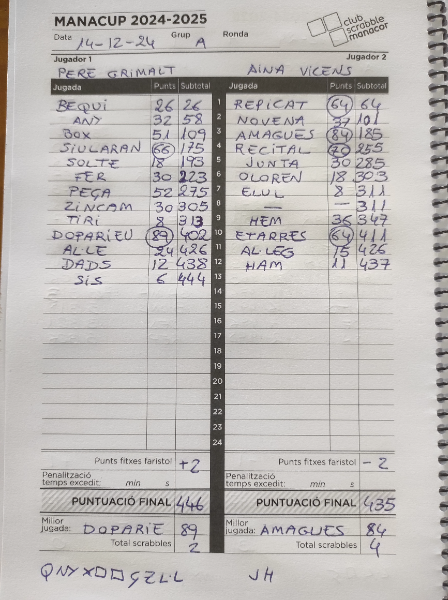 MANACUP 2024-2025
club scrabble manacor
Data 14-12-24 Grup A Ronda
Jugador 1 Jugador 2
PERE GRIMALT AINA VICENS
Jugada Punts Subtotal Jugada Punts Subtotal
BEQUI 26 26 1 REPICAT 64 64
ANY 32 58 2 NOVENA 37 101
BOX 51 109 3 AMAGUES 84 185
SIULARAN 66 175 4 RECITAL 70 255
SOLTE 18 193 5 JUNTA 30 285
FER 30 223 6 OLOREN 18 303
PEÇA 52 275 7 ELUL 8 311
ZINCAM 30 305 8 — — 311
TIRI 8 313 9 HEM 36 347
DOPARIEU 89 402 10 ETARRES 64 411
ALLE 24 426 11 AL·LEG 15 426
DADS 12 438 12 HAM 11 437
SIS 6 444 13
14
15
16
17
18
19
20
21
22
23
24
Punts fitxes faristol +2 Punts fitxes faristol -2
Penalització temps excedit: min s Penalització temps excedit: min s
PUNTUACIÓ FINAL 446 PUNTUACIÓ FINAL 435
Millor jugada: DOPARIE 89 Millor jugada: AMAGUES 84
Total scrabbles 2 Total scrabbles 4
QNYX□□ÇZL·L JH